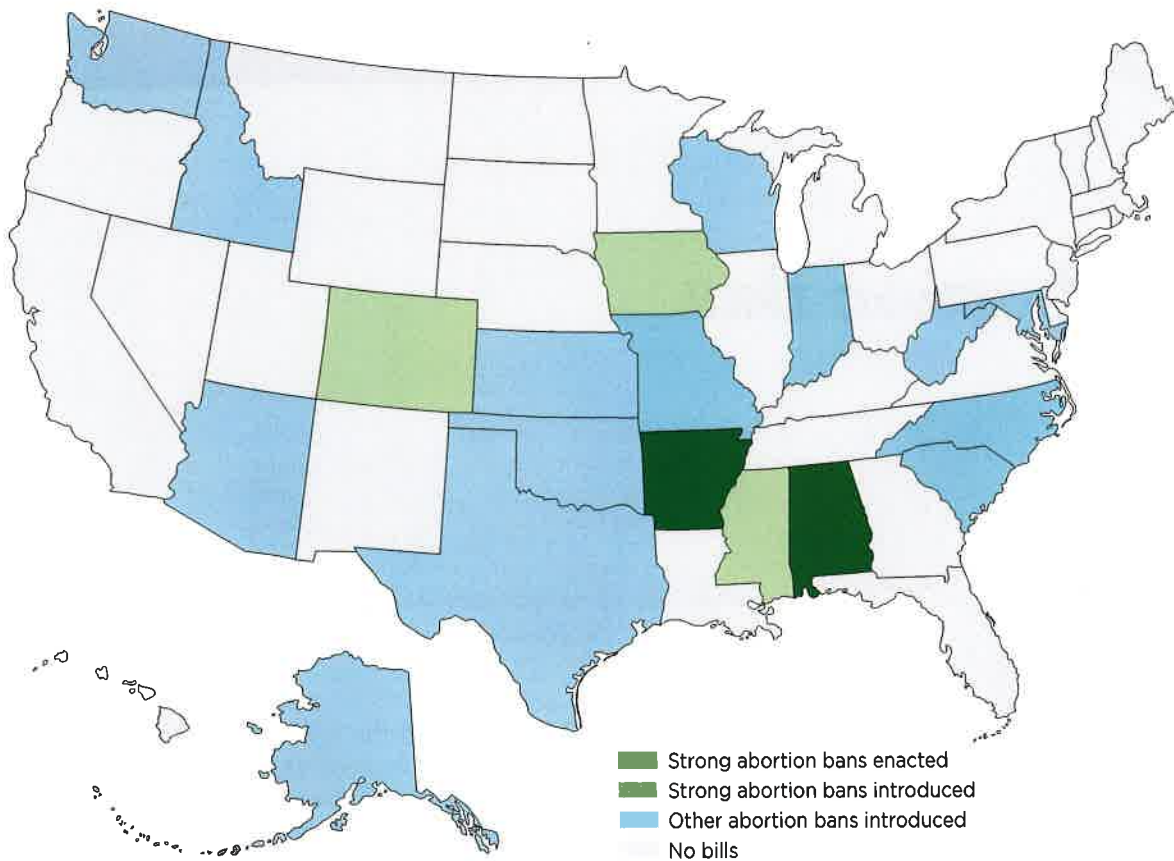 Strong abortion bans enacted
Strong abortion bans introduced
Other abortion bans introduced
No bills